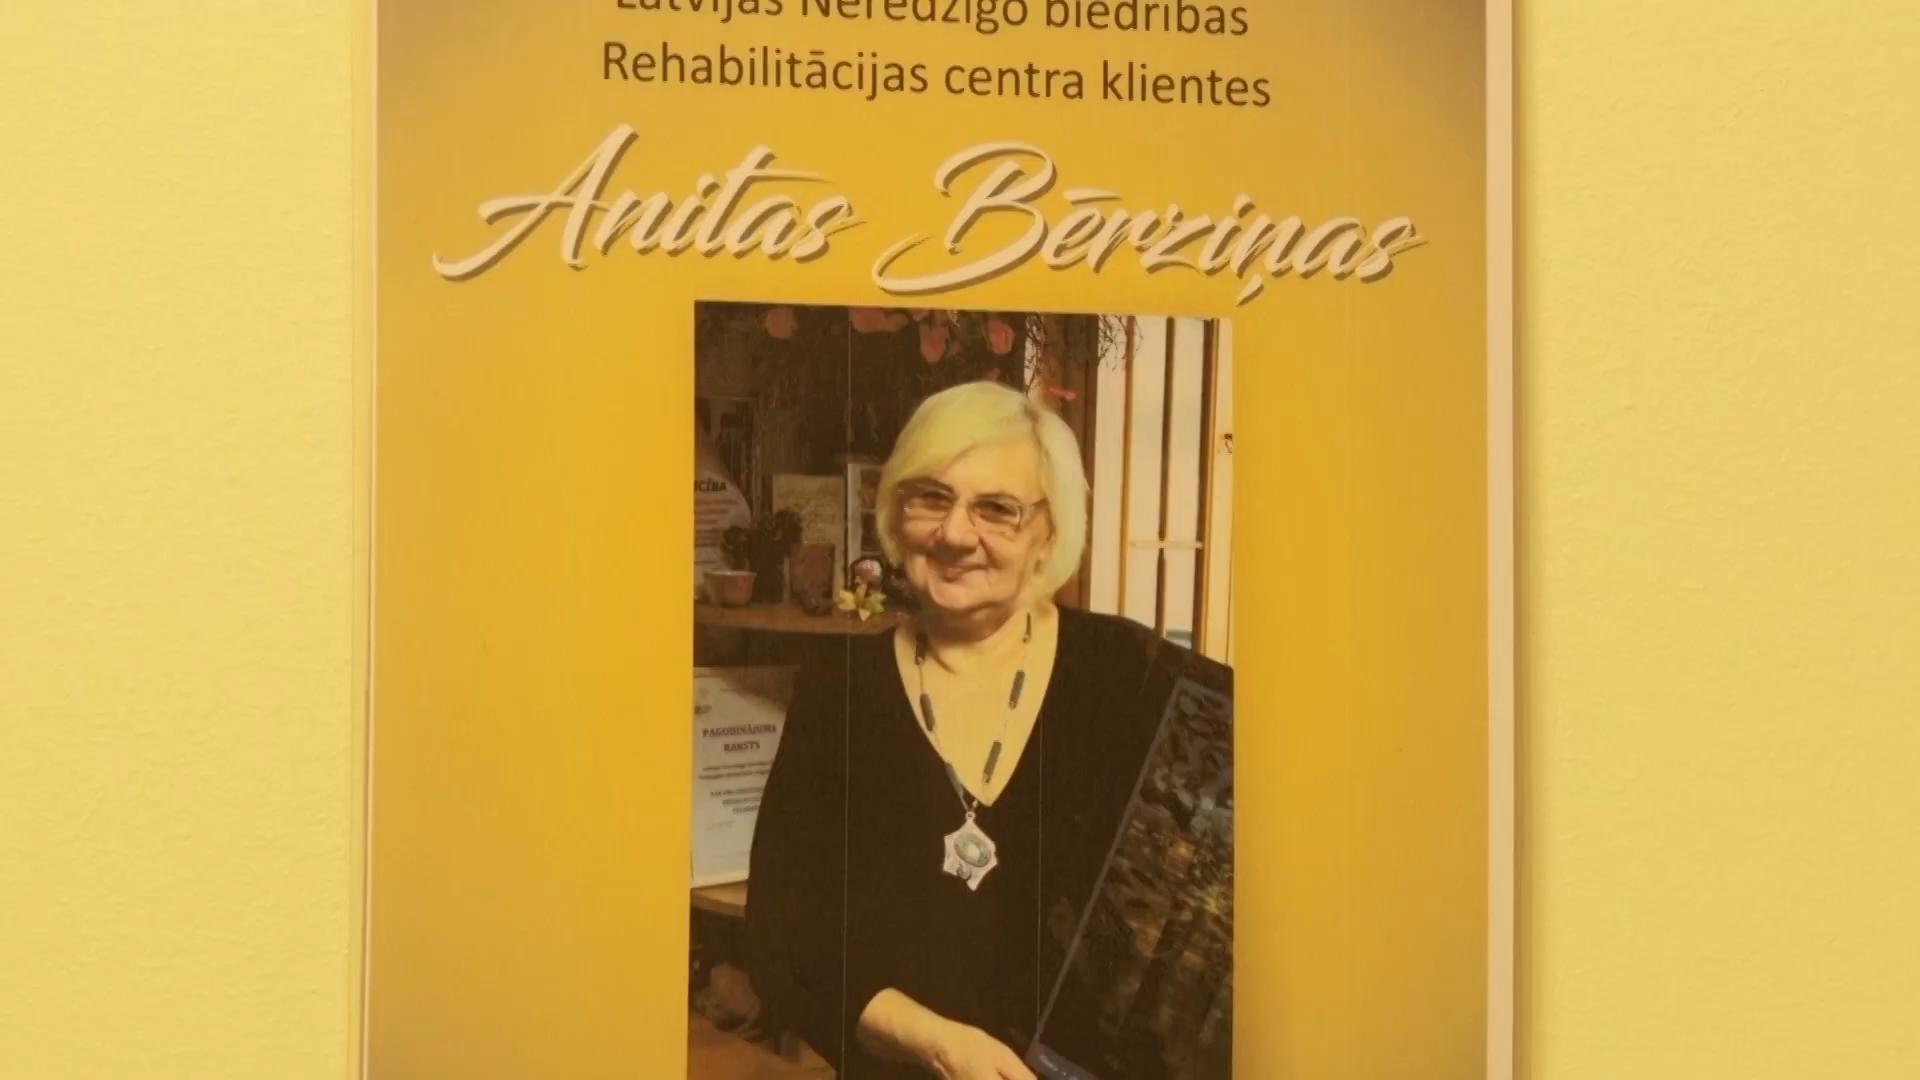 Latvijas Neredzīgo biedrības
Rehabilitācijas centra klientes
Anitas Bērziņas
PAGODINĀJUMA
RAKSTS